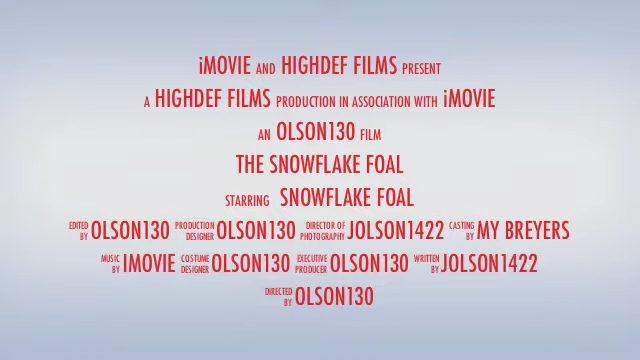 iMOVIE AND HIGHDEF FILMS PRESENT
A HIGHDEF FILMS PRODUCTION IN ASSOCIATION WITH iMOVIE
AN OLSON130 FILM
THE SNOWFLAKE FOAL
STARRING SNOWFLAKE FOAL
EDITED BY OLSON130 PRODUCTION DESIGNER OLSON130 DIRECTOR OF PHOTOGRAPHY JOLSON1422 CASTING BY MY BREYERS
MUSIC BY IMOVIE COSTUME DESIGNER OLSON130 EXECUTIVE PRODUCER OLSON130 WRITTEN BY JOLSON1422
DIRECTED BY OLSON130